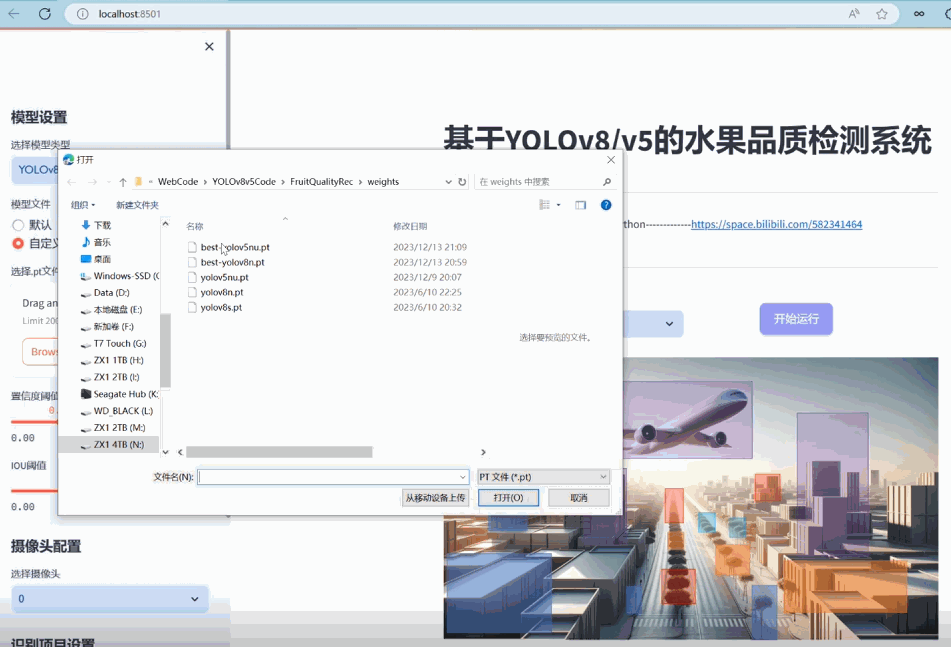 localhost:8501
模型设置
选择模型类型
YOLOv8
模型文件
默认
自定义
选择.pt文件
Drag an
Limit 200
Brows
置信度阈值
0.00
IOU阈值
0.00
摄像头配置
选择摄像头
0
识别项目设置
基于YOLOv8/v5的水果品质检测系统
thon------------https://space.bilibili.com/582341464
开始运行
打开
WebCode › YOLOv8v5Code › FruitQualityRec › weights
在 weights 中搜索
组织
新建文件夹
下载
音乐
桌面
Windows-SSD (C
Data (D:)
本地磁盘 (E:)
新加卷 (F:)
T7 Touch (G:)
ZX1 1TB (H:)
ZX1 2TB (I:)
Seagate Hub (K:
WD_BLACK (L:)
ZX1 2TB (M:)
ZX1 4TB (N:)
名称 修改日期
best-yolov5nu.pt 2023/12/13 21:09
best-yolov8n.pt 2023/12/13 20:59
yolov5nu.pt 2023/12/9 20:07
yolov8n.pt 2023/6/10 22:25
yolov8s.pt 2023/6/10 20:32
选择要预览的文件。
文件名(N):
PT 文件 (*.pt)
从移动设备上传
打开(O)
取消